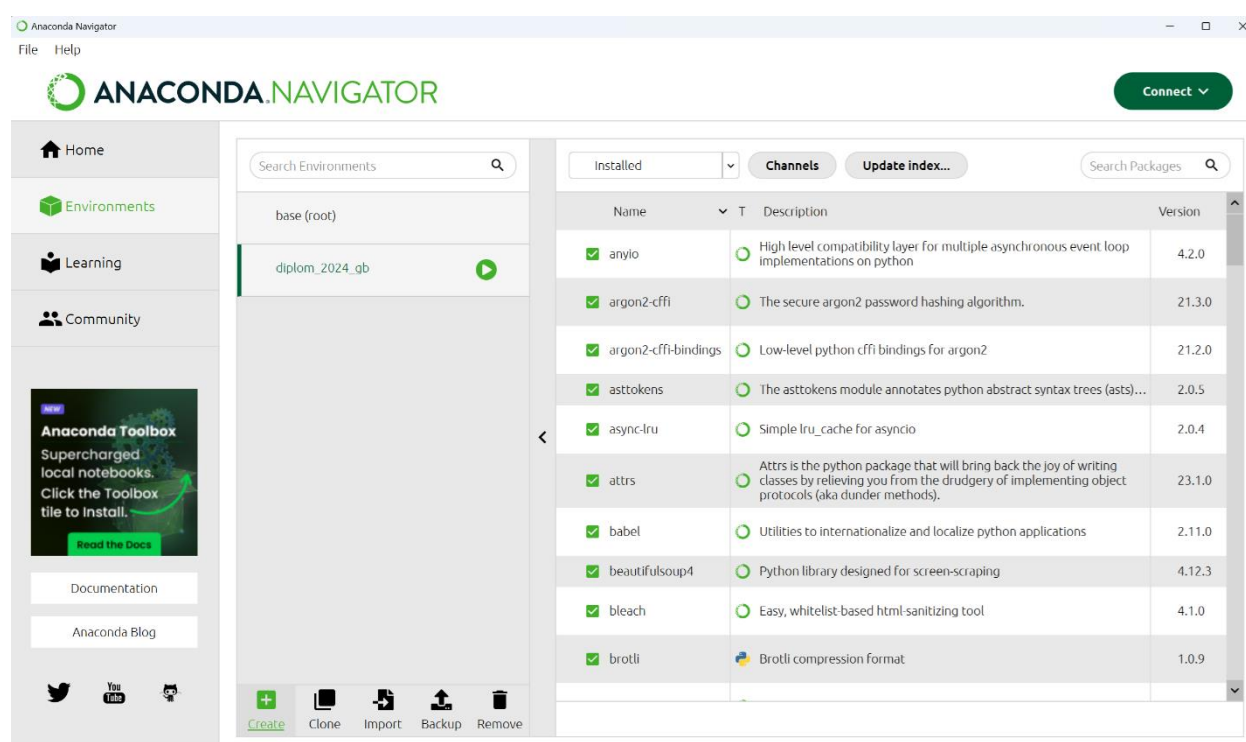 Anaconda Navigator
File Help
ANACONDA.NAVIGATOR
Connect
Home
Environments
Learning
Community
NEW
Anaconda Toolbox
Supercharged
local notebooks.
Click the Toolbox
tile to Install.
Read the Docs
Documentation
Anaconda Blog
You
Tube
Search Environments
base (root)
diplom_2024_gb
Create Clone Import Backup Remove
Installed Channels Update index... Search Packages
Name T Description Version
anyio High level compatibility layer for multiple asynchronous event loop
implementations on python 4.2.0
argon2-cffi The secure argon2 password hashing algorithm. 21.3.0
argon2-cffi-bindings Low-level python cffi bindings for argon2 21.2.0
asttokens The asttokens module annotates python abstract syntax trees (asts)... 2.0.5
async-lru Simple lru_cache for asyncio 2.0.4
attrs Attrs is the python package that will bring back the joy of writing
classes by relieving you from the drudgery of implementing object
protocols (aka dunder methods). 23.1.0
babel Utilities to internationalize and localize python applications 2.11.0
beautifulsoup4 Python library designed for screen-scraping 4.12.3
bleach Easy, whitelist-based html-sanitizing tool 4.1.0
brotli Brotli compression format 1.0.9